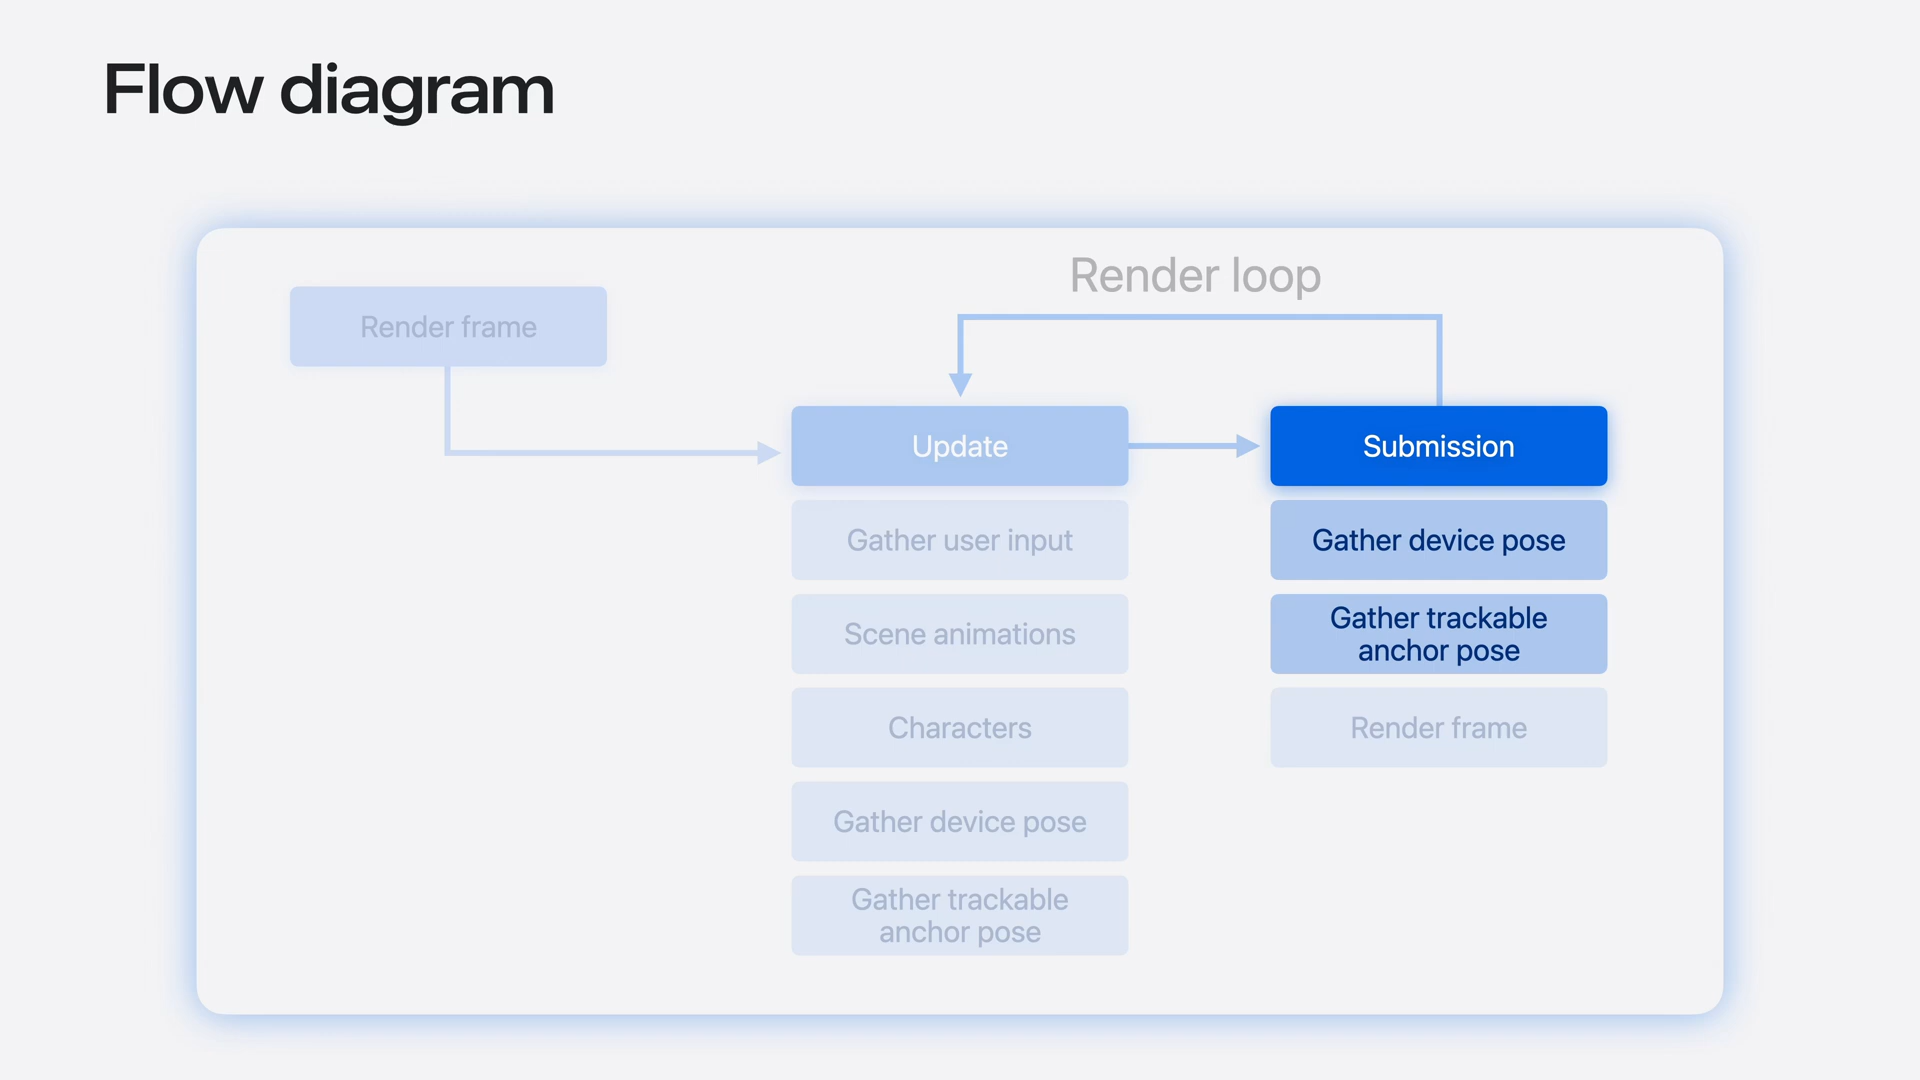 Flow diagram
Render loop
Render frame
Update
Gather user input
Scene animations
Characters
Gather device pose
Gather trackable
anchor pose
Submission
Gather device pose
Gather trackable
anchor pose
Render frame